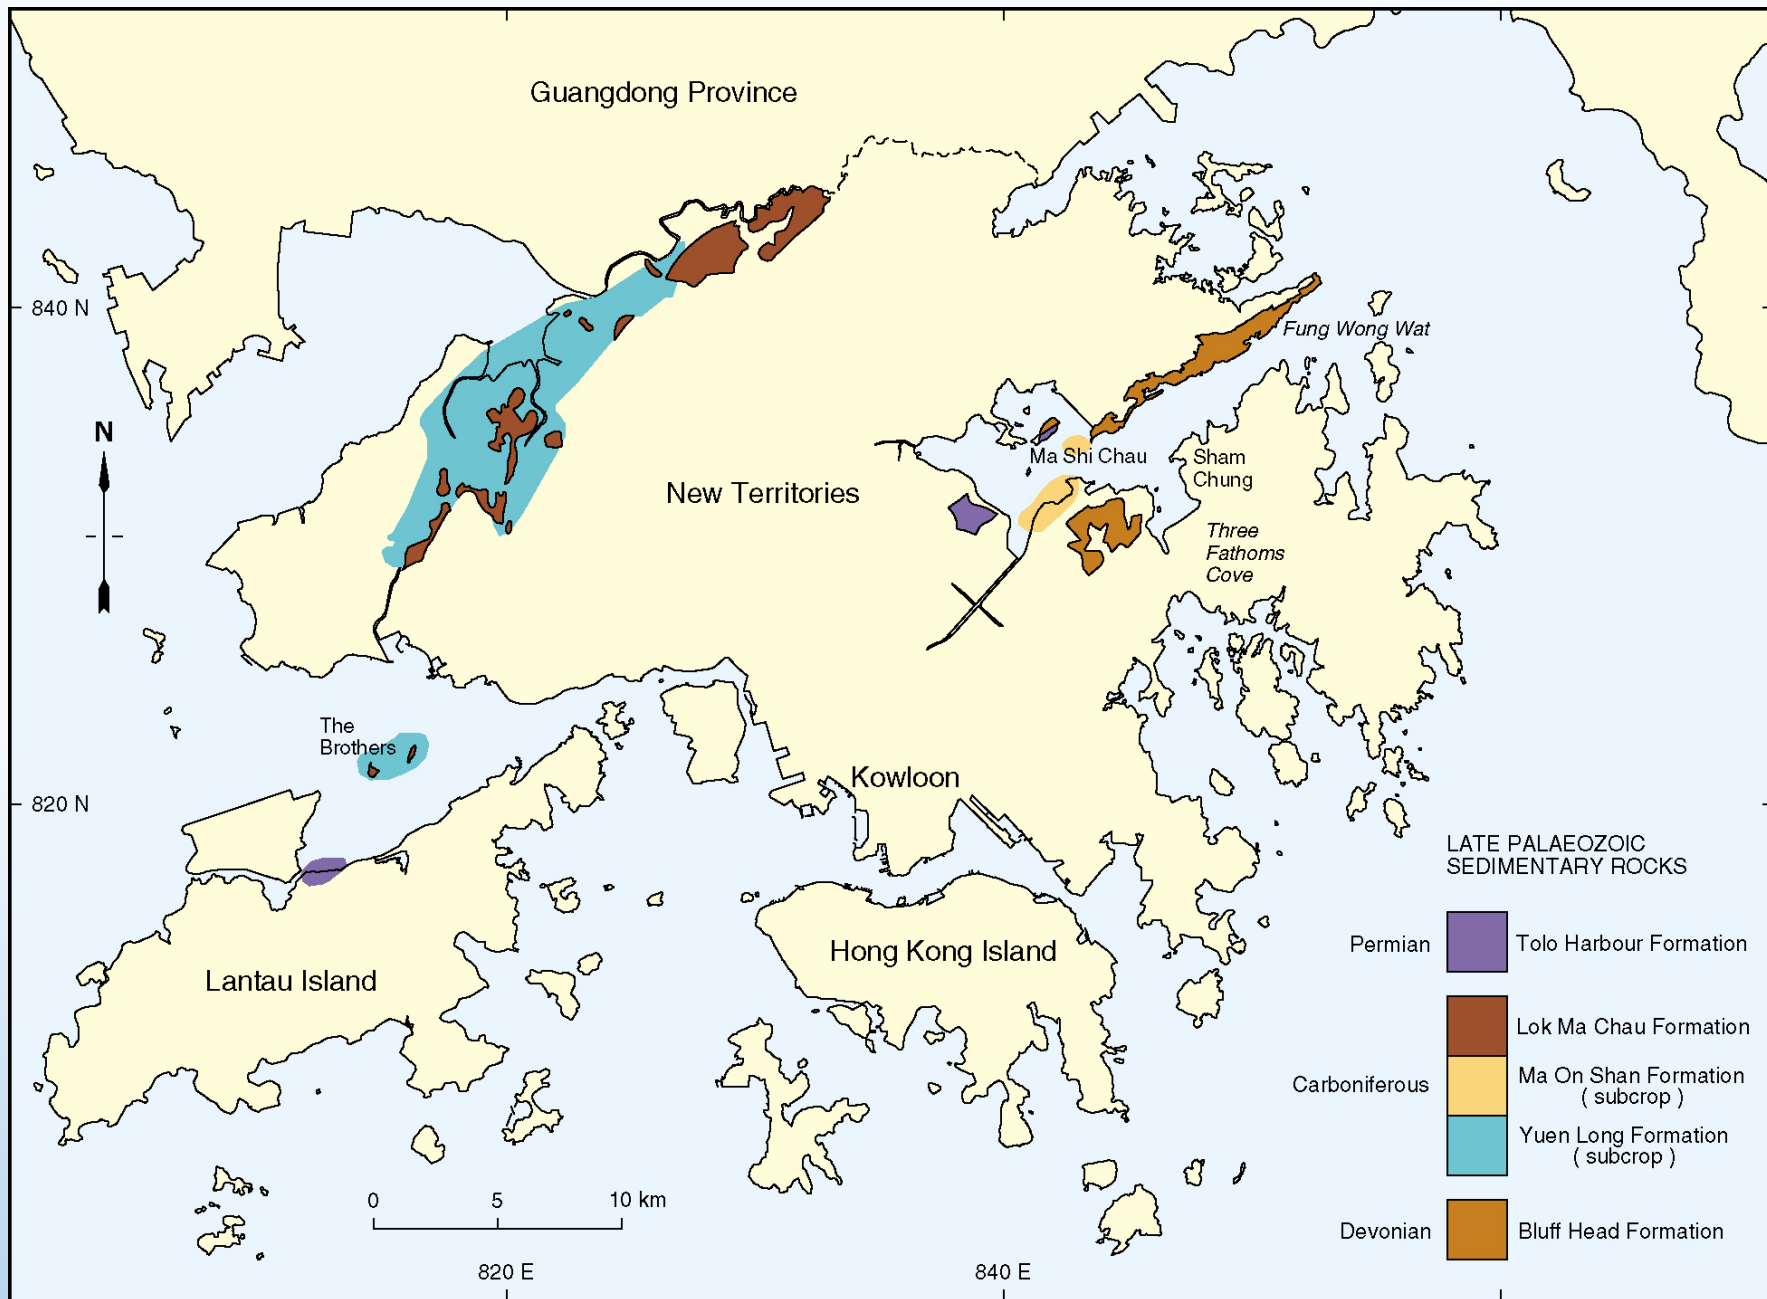 Guangdong Province
840 N
Fung Wong Wat
N
Ma Shi Chau
Sham
Chung
New Territories
Three
Fathoms
Cove
The
Brothers
Kowloon
820 N
LATE PALAEOZOIC
SEDIMENTARY ROCKS
Hong Kong Island
Permian
Tolo Harbour Formation
Lantau Island
Lok Ma Chau Formation
Carboniferous
Ma On Shan Formation
( subcrop )
Yuen Long Formation
( subcrop )
0 5 10 km
Devonian
Bluff Head Formation
820 E
840 E